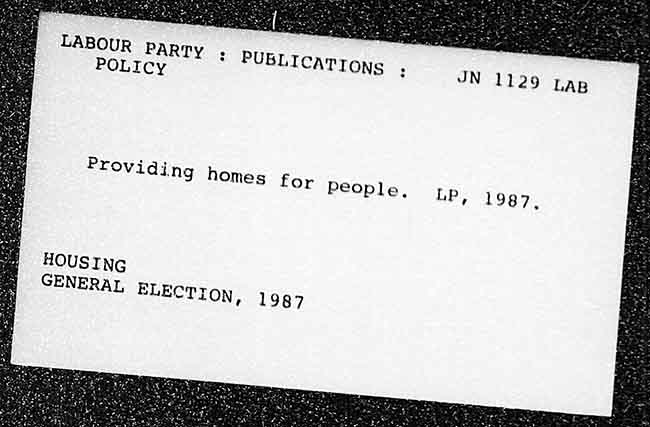 LABOUR PARTY : PUBLICATIONS : JN 1129 LAB
POLICY
Providing homes for people. LP, 1987.
HOUSING
GENERAL ELECTION, 1987